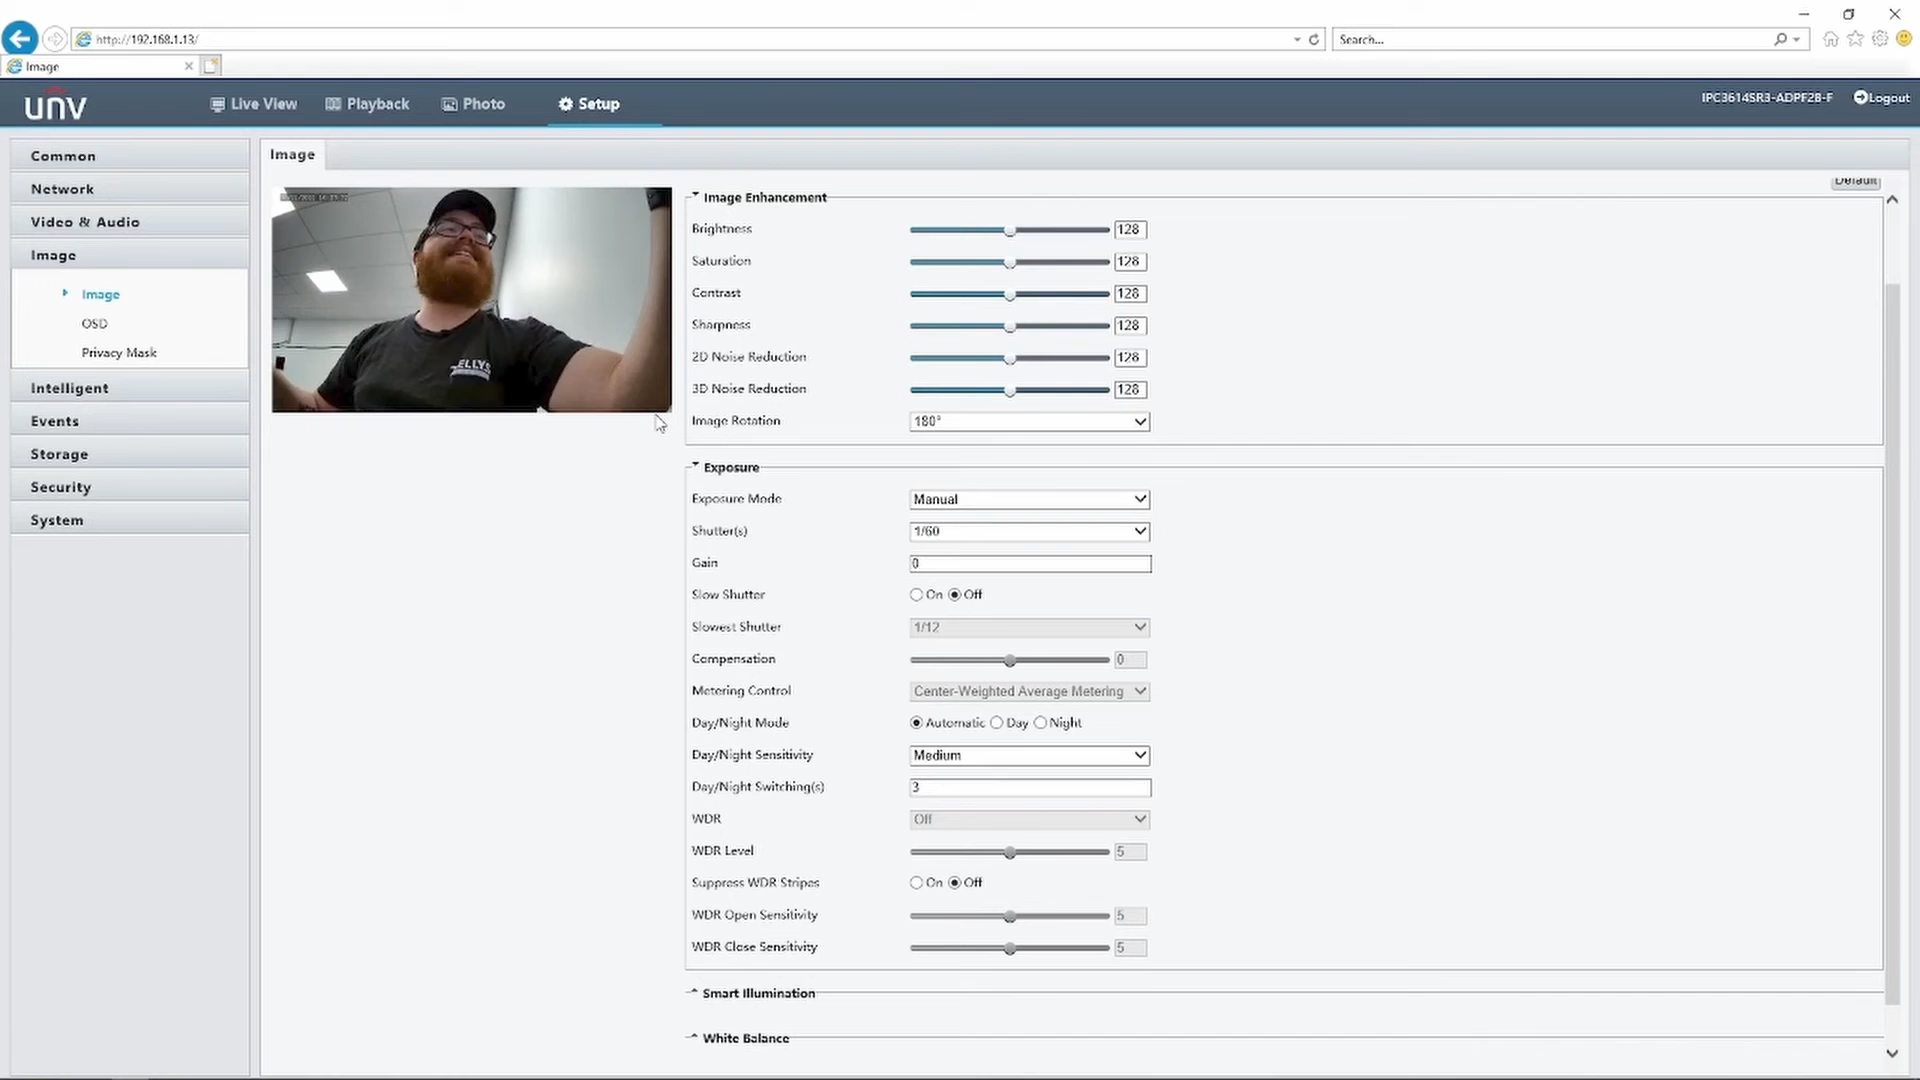 http://192.168.1.13/
Search...
Image
unv
Live View
Playback
Photo
Setup
IPC3614SR3-ADPF28-F
Logout
Common
Network
Video & Audio
Image
Image
OSD
Privacy Mask
Intelligent
Events
Storage
Security
System
Image
ELLYS
Default
Image Enhancement
Brightness 128
Saturation 128
Contrast 128
Sharpness 128
2D Noise Reduction 128
3D Noise Reduction 128
Image Rotation 180°
Exposure
Exposure Mode Manual
Shutter(s) 1/60
Gain 0
Slow Shutter On Off
Slowest Shutter 1/12
Compensation 0
Metering Control Center-Weighted Average Metering
Day/Night Mode Automatic Day Night
Day/Night Sensitivity Medium
Day/Night Switching(s) 3
WDR Off
WDR Level 5
Suppress WDR Stripes On Off
WDR Open Sensitivity 5
WDR Close Sensitivity 5
Smart Illumination
White Balance